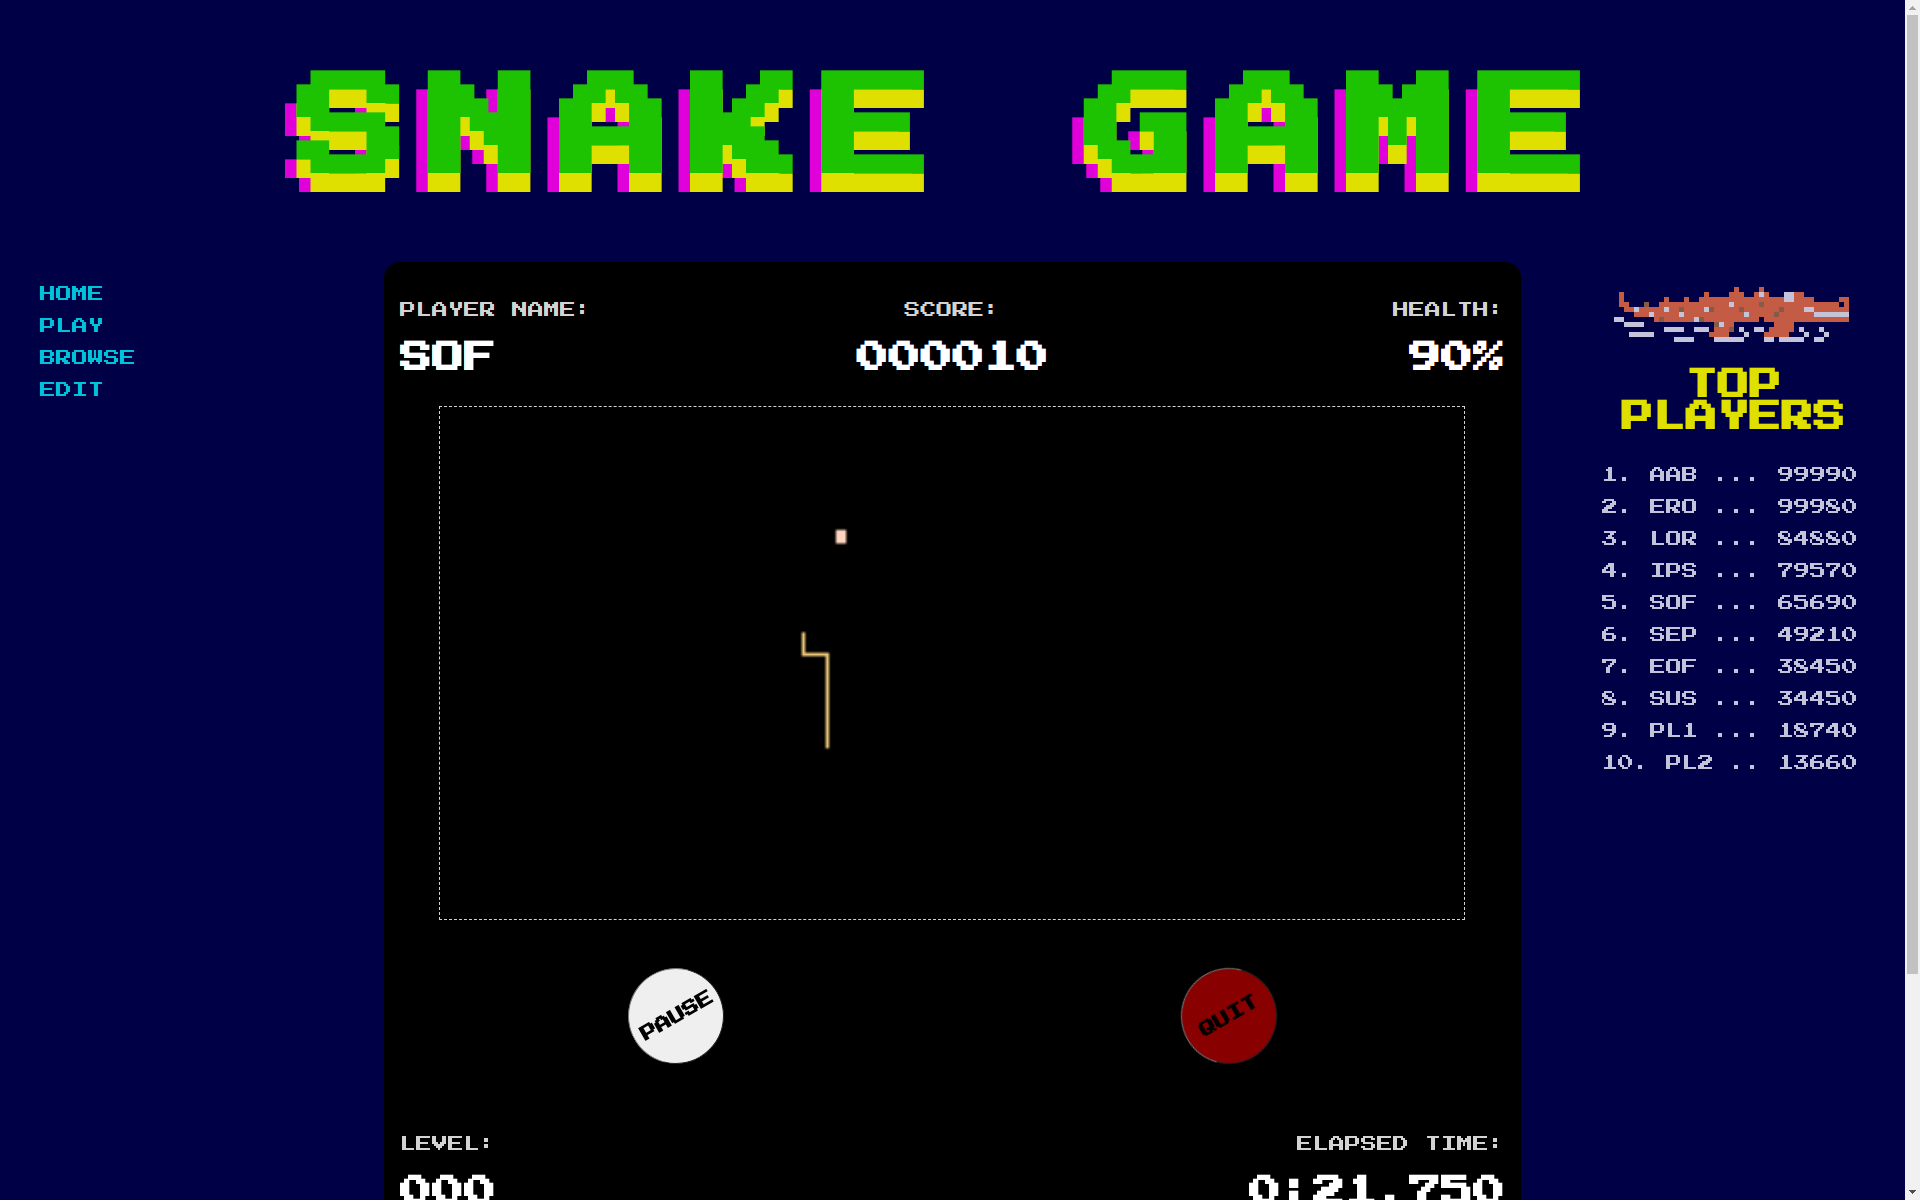 SNAKE GAME
HOME
PLAY
BROWSE
EDIT
PLAYER NAME:
SOF
SCORE:
000010
HEALTH:
90%
PAUSE
QUIT
LEVEL:
000
ELAPSED TIME:
0:21.750
TOP
PLAYERS
1. AAB ... 99990
2. ERO ... 99980
3. LOR ... 84880
4. IPS ... 79570
5. SOF ... 65690
6. SEP ... 49210
7. EOF ... 38450
8. SUS ... 34450
9. PL1 ... 18740
10. PL2 .. 13660